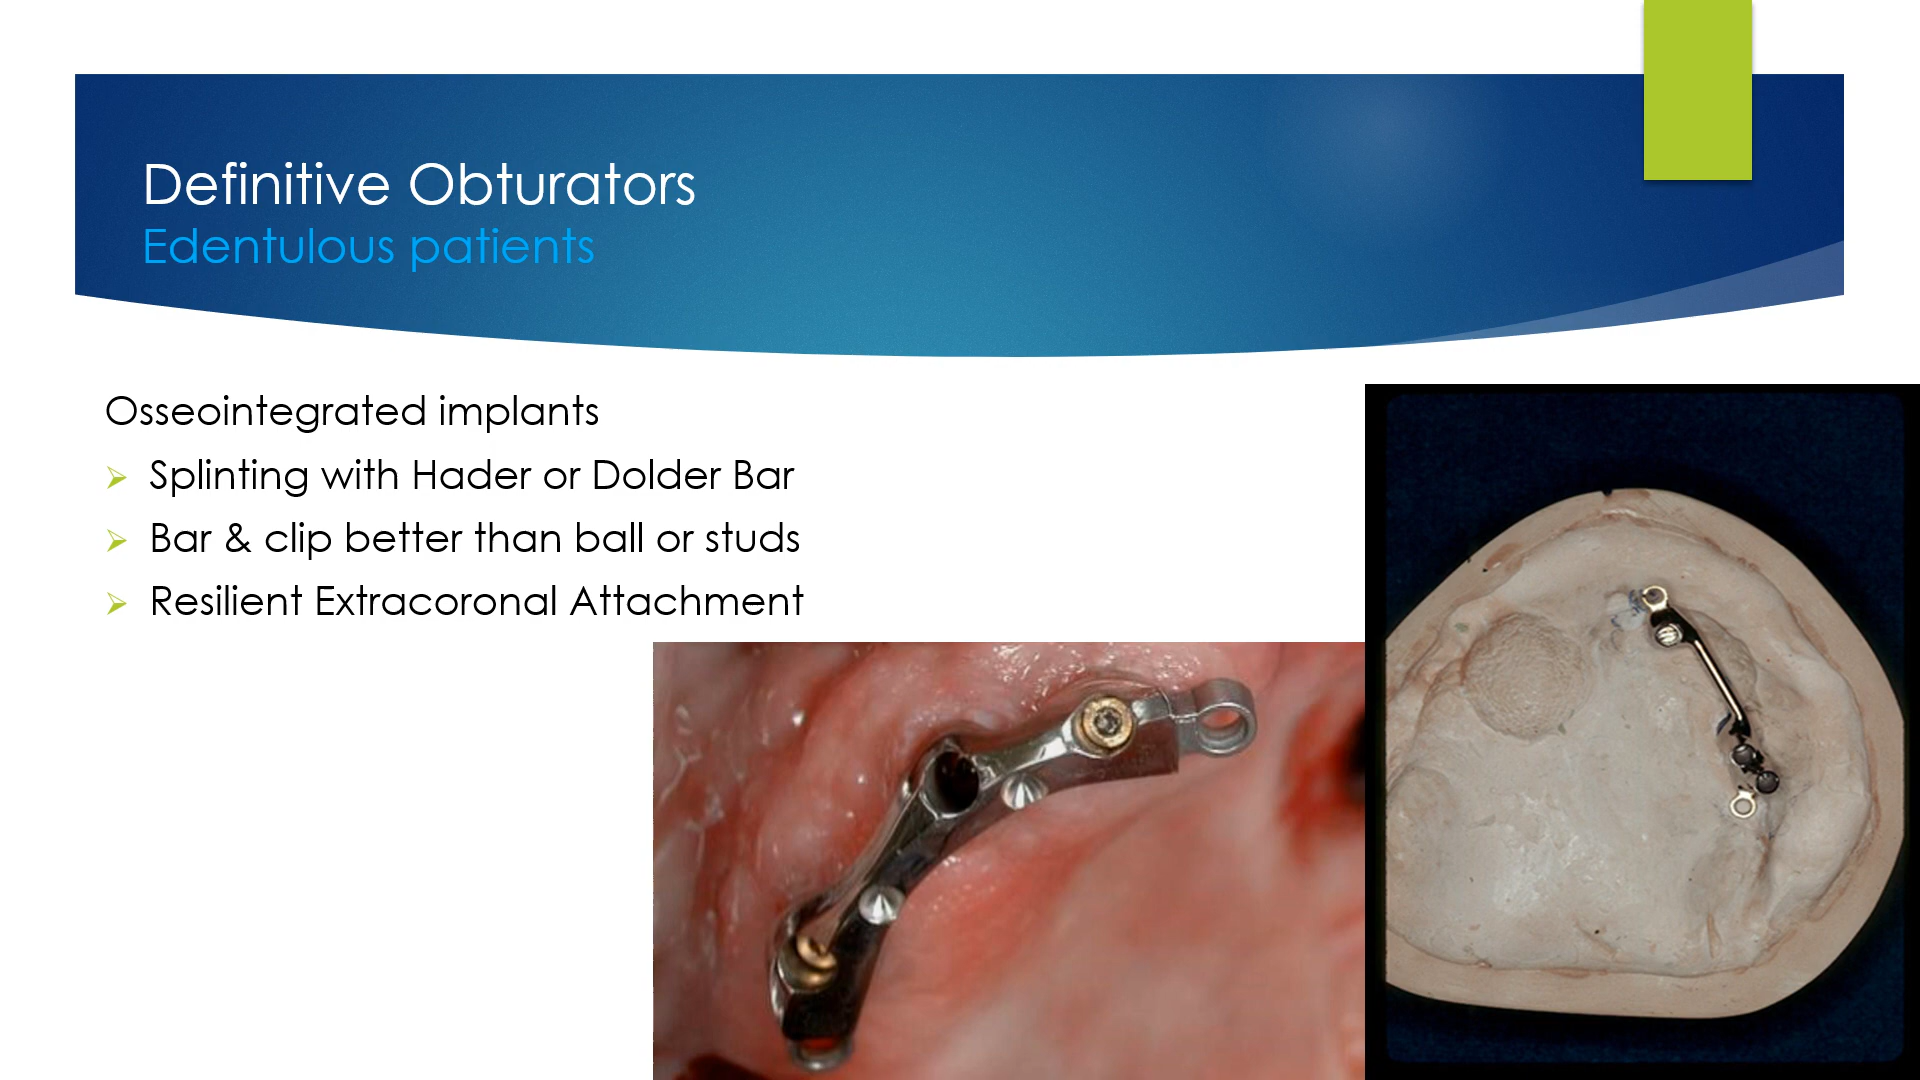 Definitive Obturators
Edentulous patients
Osseointegrated implants
Splinting with Hader or Dolder Bar
Bar & clip better than ball or studs
Resilient Extracoronal Attachment